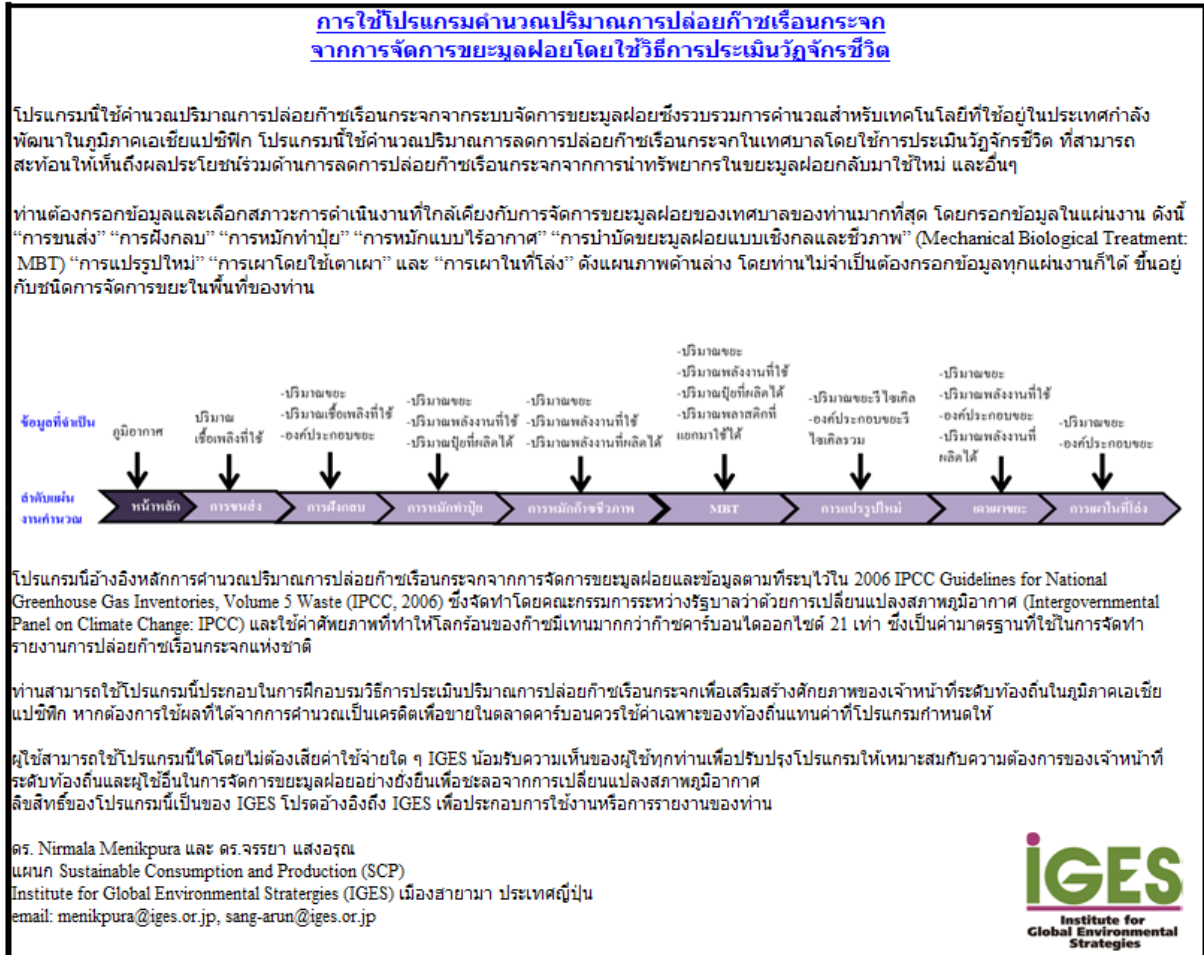 การใช้โปรแกรมคำนวณปริมาณการปล่อยก๊าซเรือนกระจก
จากการจัดการขยะมูลฝอยโดยใช้วิธีการประเมินวัฏจักรชีวิต
โปรแกรมนี้ใช้คำนวณปริมาณการปล่อยก๊าซเรือนกระจกจากระบบจัดการขยะมูลฝอยซึ่งรวบรวมการคำนวณสำหรับเทคโนโลยีที่ใช้อยู่ในประเทศกำลัง
พัฒนาในภูมิภาคเอเชียแปซิฟิก โปรแกรมนี้ใช้คำนวณปริมาณการลดการปล่อยก๊าซเรือนกระจกในเทศบาลโดยใช้การประเมินวัฏจักรชีวิต ที่สามารถ
สะท้อนให้เห็นถึงผลประโยชน์ร่วมด้านการลดการปล่อยก๊าซเรือนกระจกจากการนำทรัพยากรในขยะมูลฝอยกลับมาใช้ใหม่ และอื่นๆ
ท่านต้องกรอกข้อมูลและเลือกสภาวะการดำเนินงานที่ใกล้เคียงกับการจัดการขยะมูลฝอยของเทศบาลของท่านมากที่สุด โดยกรอกข้อมูลในแผ่นงาน ดังนี้
“การขนส่ง” “การฝังกลบ” “การหมักทำปุ๋ย” “การหมักแบบไร้อากาศ” “การบำบัดขยะมูลฝอยแบบเชิงกลและชีวภาพ” (Mechanical Biological Treatment:
MBT) “การแปรรูปใหม่” “การเผาโดยใช้เตาเผา” และ “การเผาในที่โล่ง” ดังแผนภาพด้านล่าง โดยท่านไม่จำเป็นต้องกรอกข้อมูลทุกแผ่นงานก็ได้ ขึ้นอยู่
กับชนิดการจัดการขยะในพื้นที่ของท่าน
ข้อมูลที่จำเป็น
ภูมิอากาศ
ปริมาณ
เชื้อเพลิงที่ใช้
-ปริมาณขยะ
-ปริมาณเชื้อเพลิงที่ใช้
-องค์ประกอบขยะ
-ปริมาณขยะ
-ปริมาณพลังงานที่ใช้
-ปริมาณปุ๋ยที่ผลิตได้
-ปริมาณขยะ
-ปริมาณพลังงานที่ใช้
-ปริมาณพลังงานที่ผลิตได้
-ปริมาณขยะ
-ปริมาณพลังงานที่ใช้
-ปริมาณปุ๋ยที่ผลิตได้
-ปริมาณพลาสติกที่
แยกมาใช้ได้
-ปริมาณขยะรีไซเคิล
-องค์ประกอบขยะรี
ไซเคิลรวม
-ปริมาณขยะ
-ปริมาณพลังงานที่ใช้
-องค์ประกอบขยะ
-ปริมาณพลังงานที่
ผลิตได้
-ปริมาณขยะ
-องค์ประกอบขยะ
ลำดับแผ่น
งานคำนวณ
หน้าหลัก
การขนส่ง
การฝังกลบ
การหมักทำปุ๋ย
การหมักก๊าซชีวภาพ
MBT
การแปรรูปใหม่
เตาเผาขยะ
การเผาในที่โล่ง
โปรแกรมนี้อ้างอิงหลักการคำนวณปริมาณการปล่อยก๊าซเรือนกระจกจากการจัดการขยะมูลฝอยและข้อมูลตามที่ระบุไว้ใน 2006 IPCC Guidelines for National
Greenhouse Gas Inventories, Volume 5 Waste (IPCC, 2006) ซึ่งจัดทำโดยคณะกรรมการระหว่างรัฐบาลว่าด้วยการเปลี่ยนแปลงสภาพภูมิอากาศ (Intergovernmental
Panel on Climate Change: IPCC) และใช้ค่าศัพยภาพที่ทำให้โลกร้อนของก๊าซมีเทนมากกว่าก๊าซคาร์บอนไดออกไซด์ 21 เท่า ซึ่งเป็นค่ามาตรฐานที่ใช้ในการจัดทำ
รายงานการปล่อยก๊าซเรือนกระจกแห่งชาติ
ท่านสามารถใช้โปรแกรมนี้ประกอบในการฝึกอบรมวิธีการประเมินปริมาณการปล่อยก๊าซเรือนกระจกเพื่อเสริมสร้างศักยภาพของเจ้าหน้าที่ระดับท้องถิ่นในภูมิภาคเอเชีย
แปซิฟิก หากต้องการใช้ผลที่ได้จากการคำนวณเป็นเครดิตเพื่อขายในตลาดคาร์บอนควรใช้ค่าเฉพาะของท้องถิ่นแทนค่าที่โปรแกรมกำหนดให้
ผู้ใช้สามารถใช้โปรแกรมนี้ได้โดยไม่ต้องเสียค่าใช้จ่ายใด ๆ IGES น้อมรับความเห็นของผู้ใช้ทุกท่านเพื่อปรับปรุงโปรแกรมให้เหมาะสมกับความต้องการของเจ้าหน้าที่
ระดับท้องถิ่นและผู้ใช้อื่นในการจัดการขยะมูลฝอยอย่างยั่งยืนเพื่อชะลอจากการเปลี่ยนแปลงสภาพภูมิอากาศ
ลิขสิทธิ์ของโปรแกรมนี้เป็นของ IGES โปรดอ้างอิงถึง IGES เพื่อประกอบการใช้งานหรือการรายงานของท่าน
ดร. Nirmala Menikpura และ ดร.จรรยา แสงอรุณ
แผนก Sustainable Consumption and Production (SCP)
Institute for Global Environmental Stratergies (IGES) เมืองฮายามา ประเทศญี่ปุ่น
email: menikpura@iges.or.jp, sang-arun@iges.or.jp
iGES
Institute for
Global Environmental
Strategies